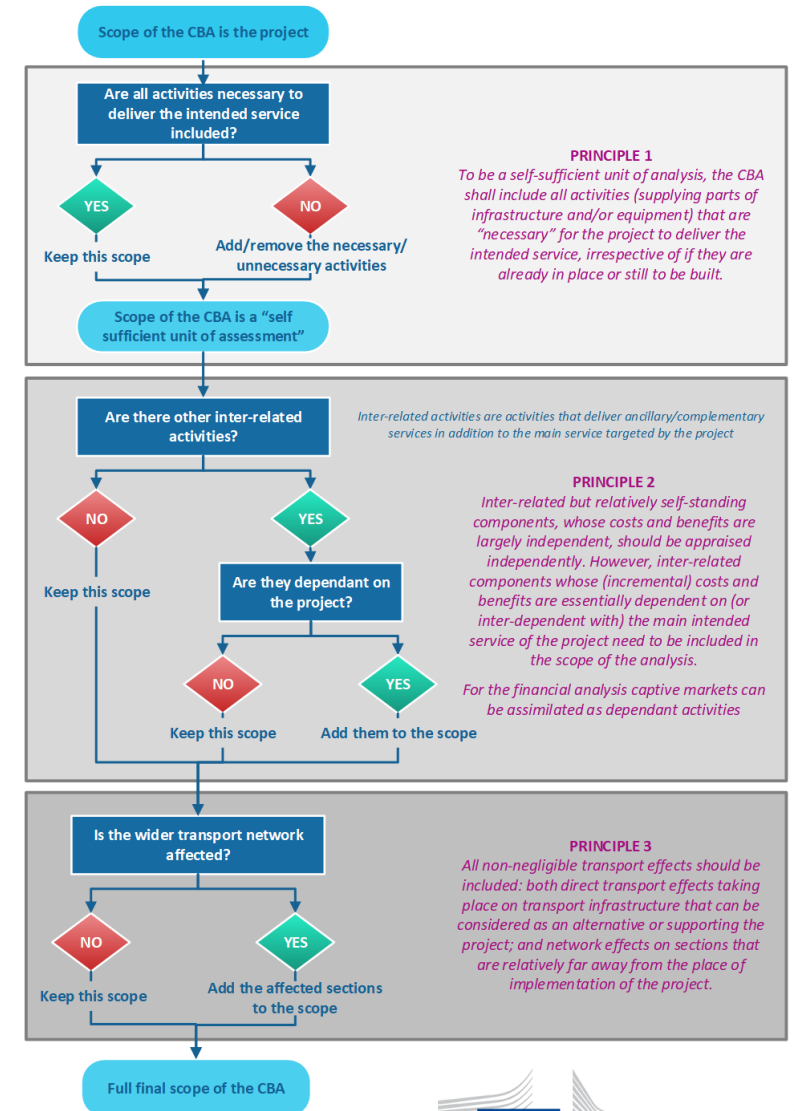 Scope of the CBA is the project
Are all activities necessary to
deliver the intended service
included?
YES
NO
Keep this scope
Add/remove the necessary/
unnecessary activities
Scope of the CBA is a “self
sufficient unit of assessment”
PRINCIPLE 1
To be a self-sufficient unit of analysis, the CBA
shall include all activities (supplying parts of
infrastructure and/or equipment) that are
“necessary” for the project to deliver the
intended service, irrespective of if they are
already in place or still to be built.
Are there other inter-related
activities?
Inter-related activities are activities that deliver ancillary/complementary
services in addition to the main service targeted by the project
NO
YES
Keep this scope
Are they dependant on
the project?
NO
YES
Keep this scope
Add them to the scope
PRINCIPLE 2
Inter-related but relatively self-standing
components, whose costs and benefits are
largely independent, should be appraised
independently. However, inter-related
components whose (incremental) costs and
benefits are essentially dependent on (or
inter-dependent with) the main intended
service of the project need to be included in
the scope of the analysis.
For the financial analysis captive markets can
be assimilated as dependant activities
Is the wider transport network
affected?
NO
YES
Keep this scope
Add the affected sections
to the scope
PRINCIPLE 3
All non-negligible transport effects should be
included: both direct transport effects taking
place on transport infrastructure that can be
considered as an alternative or supporting the
project; and network effects on sections that
are relatively far away from the place of
implementation of the project.
Full final scope of the CBA